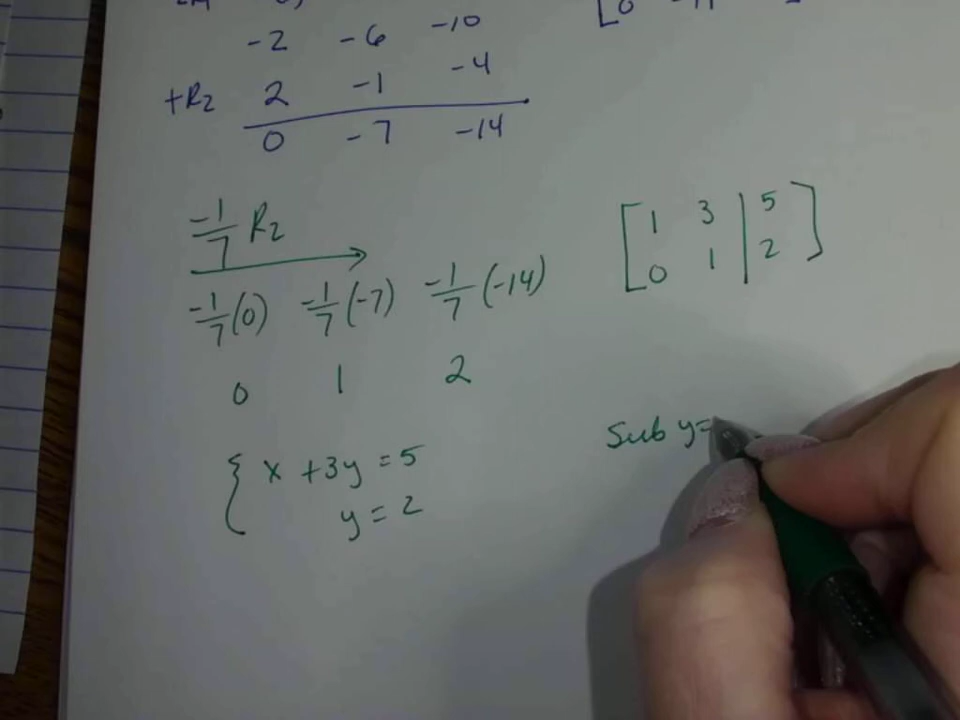 -2 -6 -10
+R2 2 -1 -4
0 -7 -14
-1/7 R2
[1 3 | 5]
[0 1 | 2]
-1/7(0) -1/7(-7) -1/7(-14)
0 1 2
{ x + 3y = 5
y = 2
Sub y=